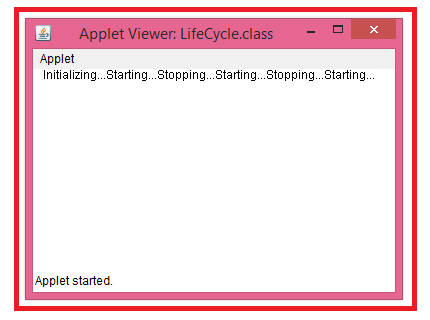 Applet Viewer: LifeCycle.class
Applet
Initializing...Starting...Stopping...Starting...Stopping...Starting...
Applet started.